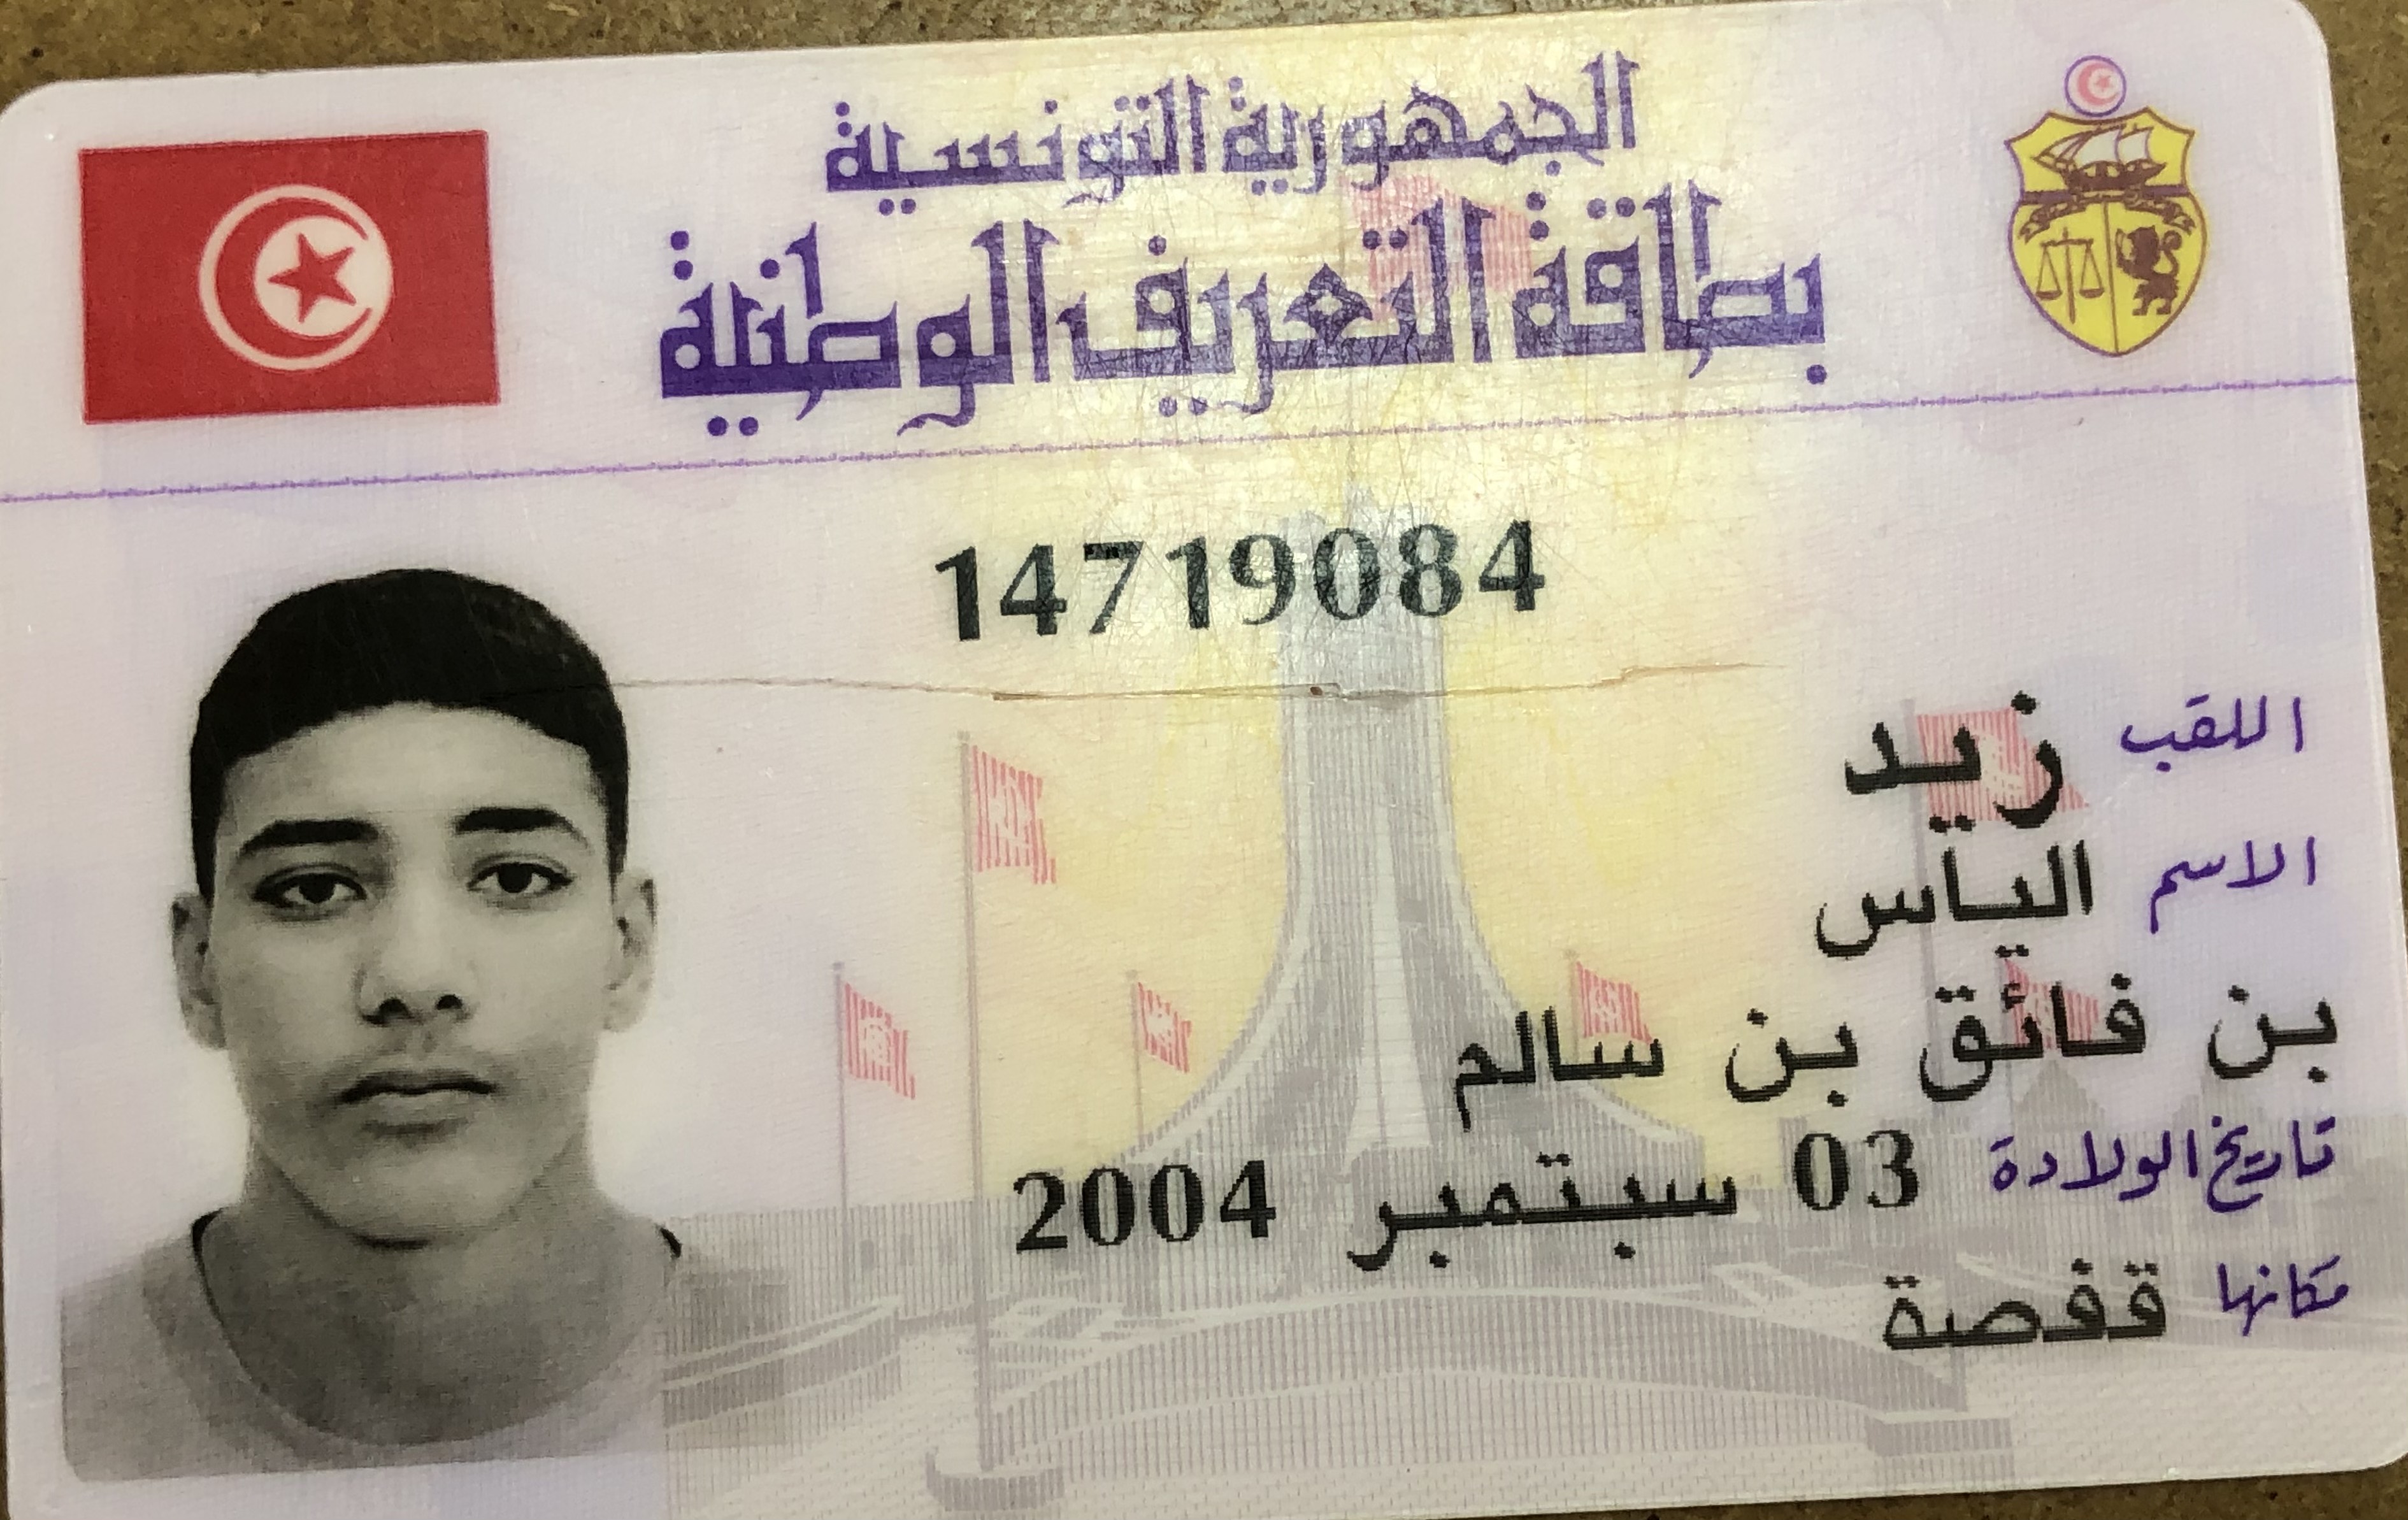 الجمهورية التونسية
بطاقة التعريف الوطنية
14719084
اللقب زيد
الاسم الياس
بن فائق بن سالم
تاريخ الولادة 03 سبتمبر 2004
مكانها قفصة